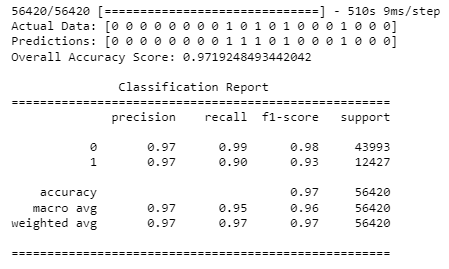 56420/56420 [==============================] - 510s 9ms/step
Actual Data: [0 0 0 0 0 0 0 0 1 0 1 0 1 0 0 0 1 0 0 0]
Predictions: [0 0 0 0 0 0 0 0 1 1 1 0 1 0 0 0 1 0 0 0]
Overall Accuracy Score: 0.9719248493442042
Classification Report
=====================================================
precision recall f1-score support
0 0.97 0.99 0.98 43993
1 0.97 0.90 0.93 12427
accuracy 0.97 56420
macro avg 0.97 0.95 0.96 56420
weighted avg 0.97 0.97 0.97 56420
=====================================================